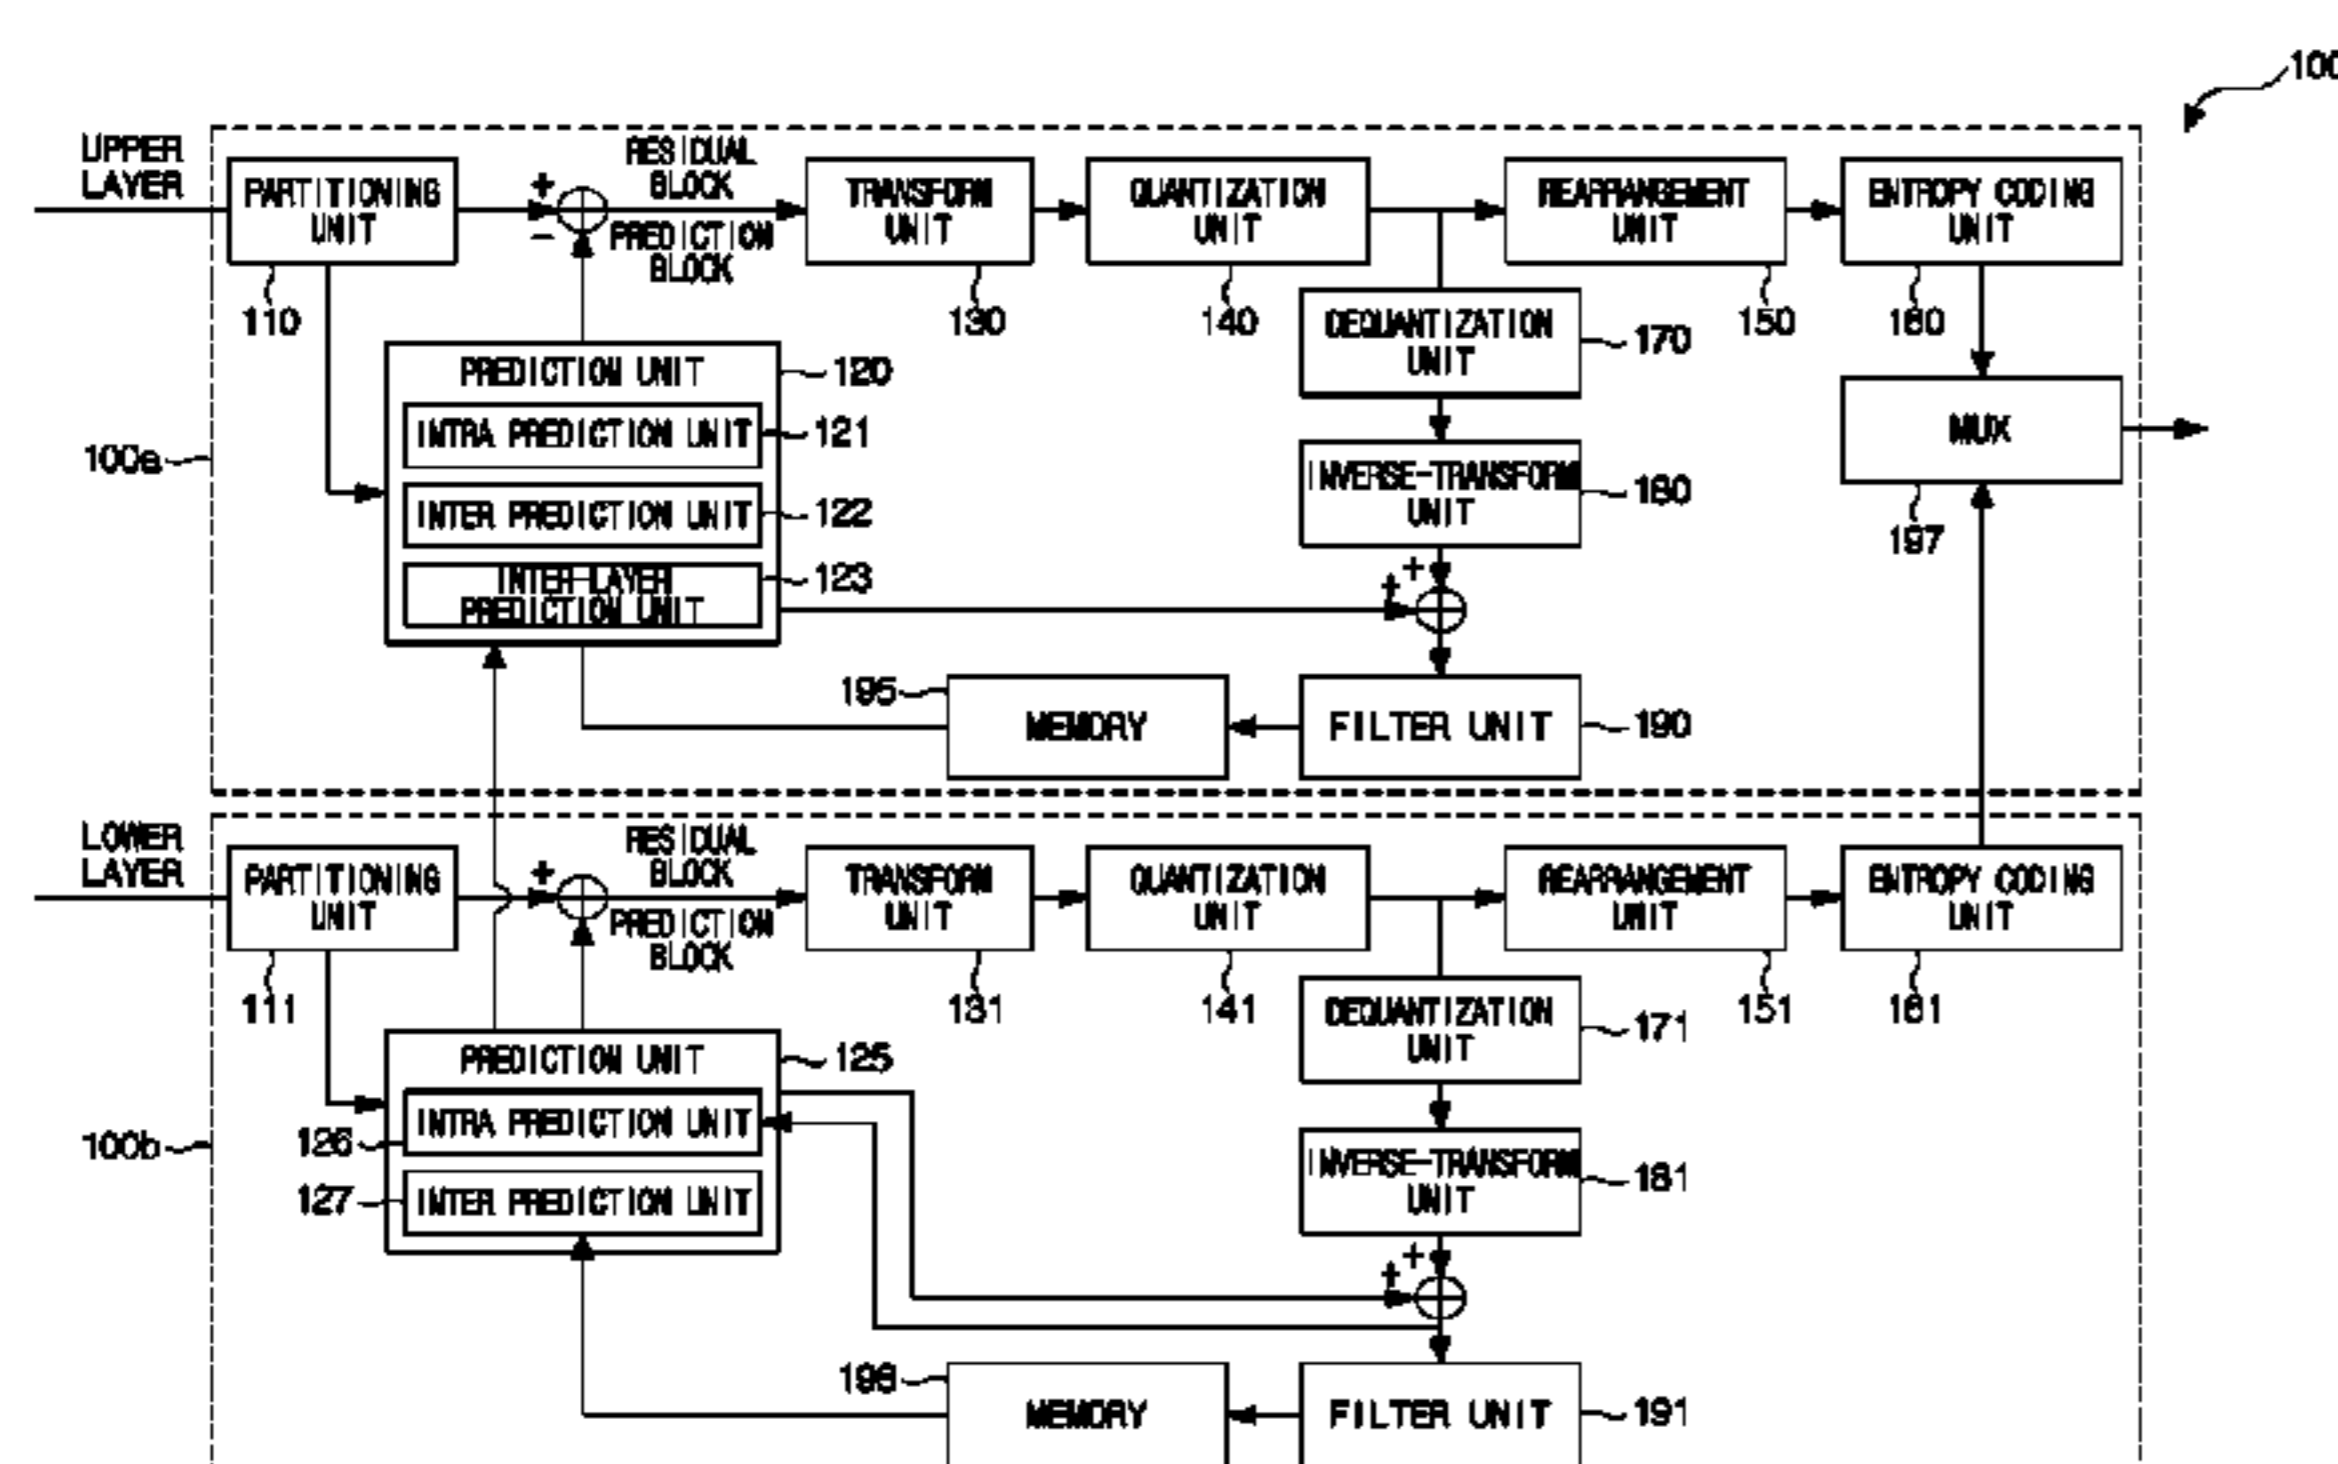 100
UPPER
LAYER
PARTITIONING
UNIT
110
+
−
RESIDUAL
BLOCK
PREDICTION
BLOCK
TRANSFORM
UNIT
130
QUANTIZATION
UNIT
140
REARRANGEMENT
UNIT
150
ENTROPY CODING
UNIT
160
DEQUANTIZATION
UNIT
170
PREDICTION UNIT
120
INTRA PREDICTION UNIT
121
INTER PREDICTION UNIT
122
INTER-LAYER
PREDICTION UNIT
123
100a
INVERSE-TRANSFORM
UNIT
180
MUX
197
+
+
195
MEMORY
FILTER UNIT
190
LOWER
LAYER
PARTITIONING
UNIT
111
+
RESIDUAL
BLOCK
PREDICTION
BLOCK
TRANSFORM
UNIT
131
QUANTIZATION
UNIT
141
REARRANGEMENT
UNIT
151
ENTROPY CODING
UNIT
161
DEQUANTIZATION
UNIT
171
PREDICTION UNIT
125
INTRA PREDICTION UNIT
126
INTER PREDICTION UNIT
127
100b
INVERSE-TRANSFORM
UNIT
181
+
+
MEMORY
FILTER UNIT
191